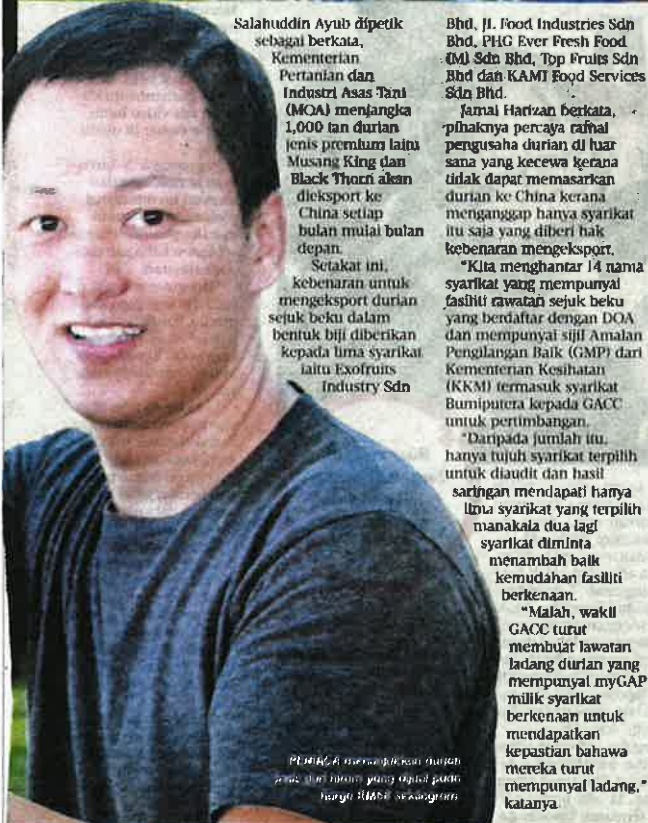 Salahuddin Ayub dipetik
sebagai berkata,
Kementerian
Pertanian dan
Industri Asas Tani
(MOA) menjangka
1,000 tan durian
jenis premium iaitu
Musang King dan
Black Thorn akan
dieksport ke
China setiap
bulan mulai bulan
depan.
Setakat ini,
kebenaran untuk
mengeksport durian
sejuk beku dalam
bentuk biji diberikan
kepada lima syarikat
iaitu Exofruits
Industry Sdn
Bhd, JL Food Industries Sdn
Bhd, PHG Ever Fresh Food
(M) Sdn Bhd, Top Fruits Sdn
Bhd dan KAMI Food Services
Sdn Bhd.
Jamal Harizan berkata,
pihaknya percaya ramai
pengusaha durian di luar
sana yang kecewa kerana
tidak dapat memasarkan
durian ke China kerana
menganggap hanya syarikat
itu saja yang diberi hak
kebenaran mengeksport.
"Kita menghantar 14 nama
syarikat yang mempunyai
fasiliti rawatan sejuk beku
yang berdaftar dengan DOA
dan mempunyai sijil Amalan
Pengilangan Baik (GMP) dari
Kementerian Kesihatan
(KKM) termasuk syarikat
Bumiputera kepada GACC
untuk pertimbangan.
"Daripada jumlah itu,
hanya tujuh syarikat terpilih
untuk diaudit dan hasil
saringan mendapati hanya
lima syarikat yang terpilih
manakala dua lagi
syarikat diminta
menambah baik
kemudahan fasiliti
berkenaan.
"Malah, wakil
GACC turut
membuat lawatan
ladang durian yang
mempunyai myGAP
milik syarikat
berkenaan untuk
mendapatkan
kepastian bahawa
mereka turut
mempunyai ladang,"
katanya.
PENIAGA menunjukkan durian
yang dijual pada
harga sekilogram.